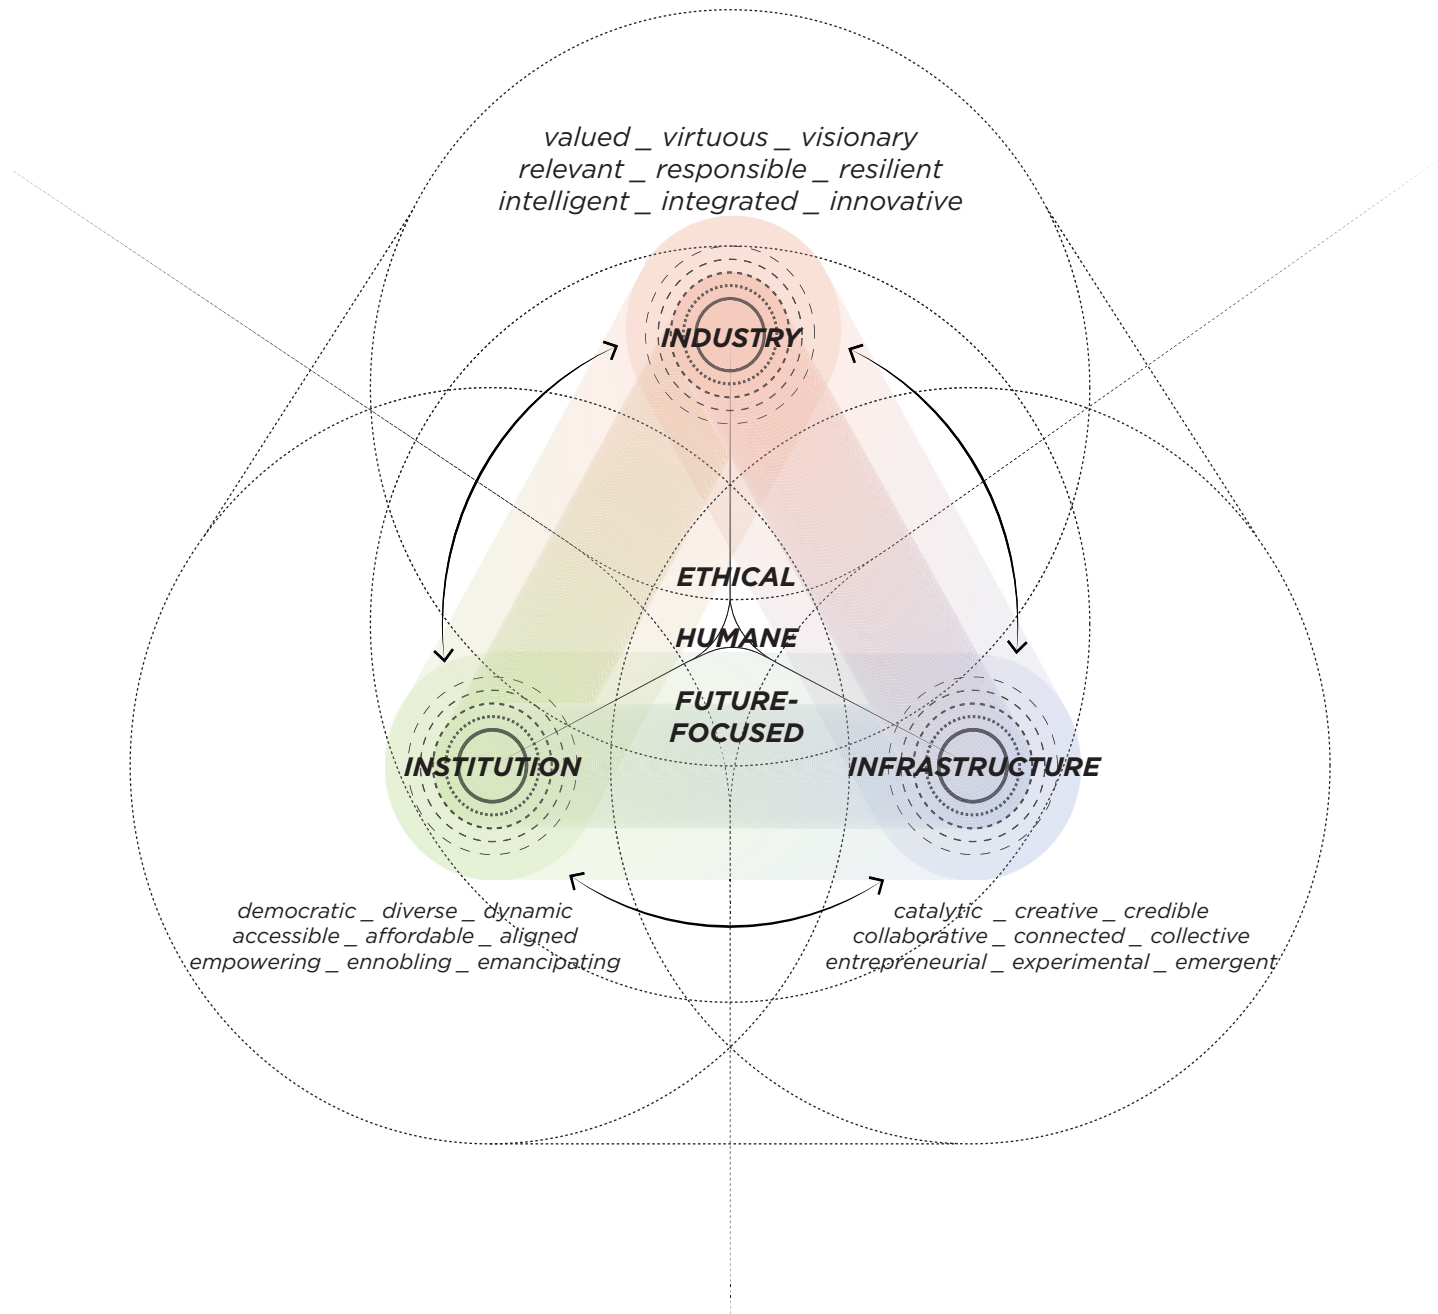 valued _ virtuous _ visionary
relevant _ responsible _ resilient
intelligent _ integrated _ innovative
INDUSTRY
ETHICAL
HUMANE
FUTURE-
FOCUSED
INSTITUTION
INFRASTRUCTURE
democratic _ diverse _ dynamic
accessible _ affordable _ aligned
empowering _ ennobling _ emancipating
catalytic _ creative _ credible
collaborative _ connected _ collective
entrepreneurial _ experimental _ emergent